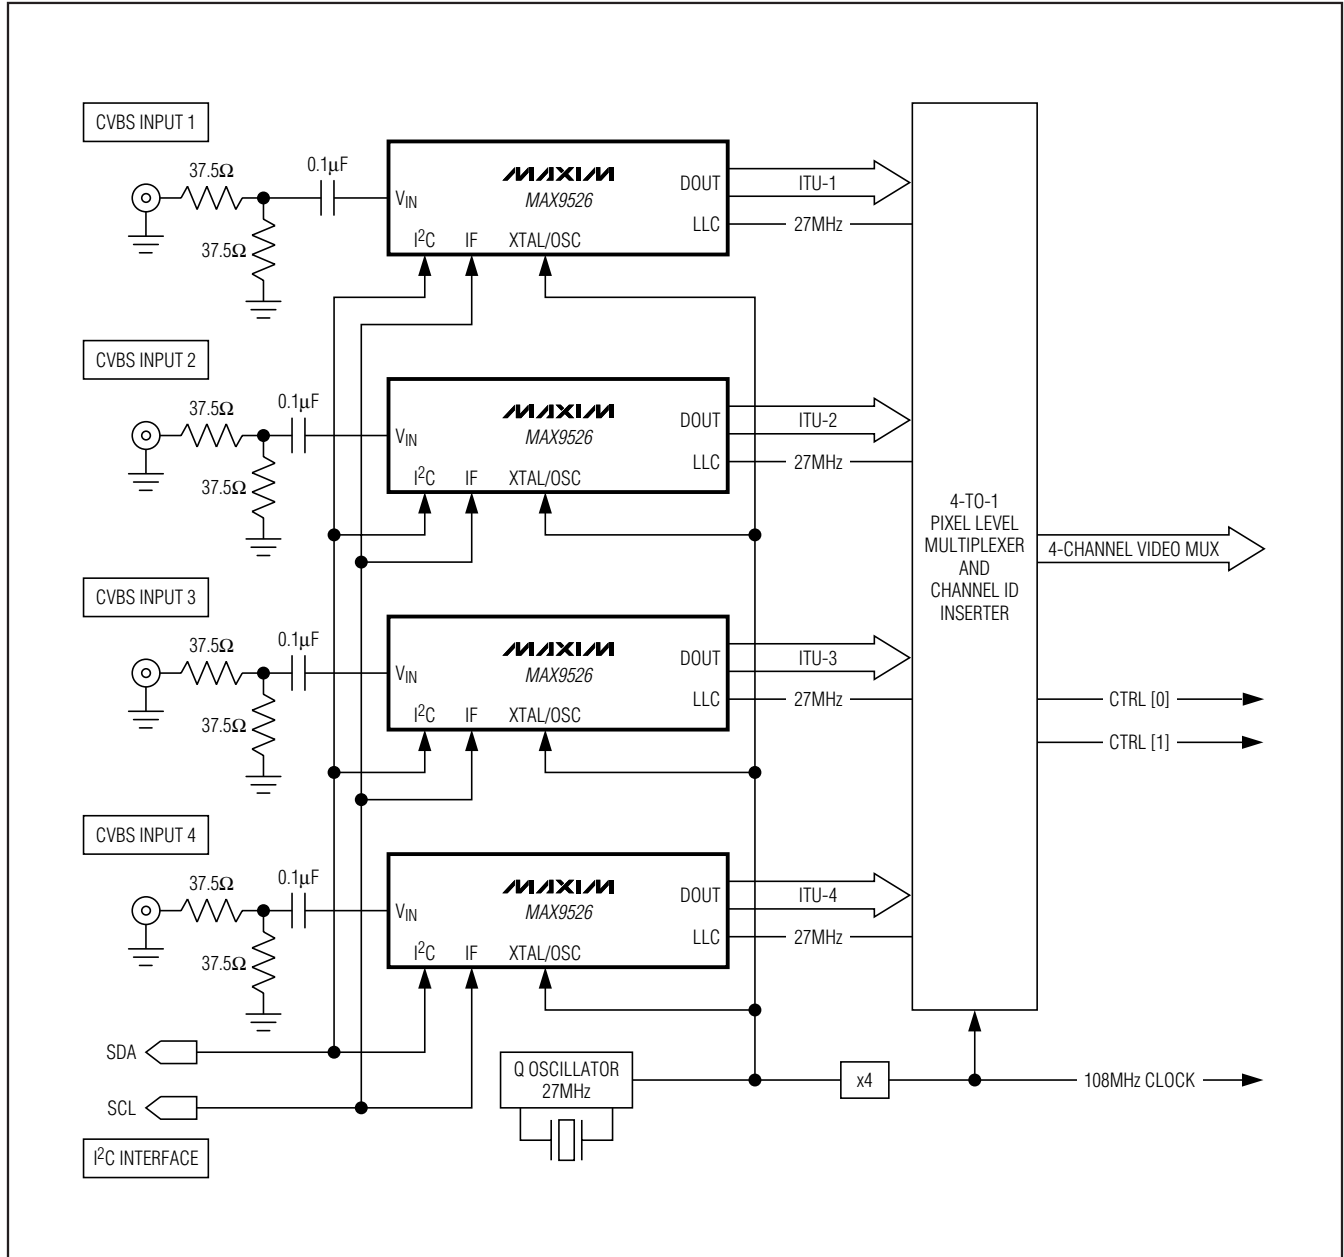 CVBS INPUT 1
37.5Ω
0.1µF
37.5Ω
VIN
MAXIM
MAX9526
DOUT
LLC
I²C IF XTAL/OSC
ITU-1
27MHz
CVBS INPUT 2
37.5Ω
0.1µF
37.5Ω
VIN
MAXIM
MAX9526
DOUT
LLC
I²C IF XTAL/OSC
ITU-2
27MHz
CVBS INPUT 3
37.5Ω
0.1µF
37.5Ω
VIN
MAXIM
MAX9526
DOUT
LLC
I²C IF XTAL/OSC
ITU-3
27MHz
CVBS INPUT 4
37.5Ω
0.1µF
37.5Ω
VIN
MAXIM
MAX9526
DOUT
LLC
I²C IF XTAL/OSC
ITU-4
27MHz
4-TO-1
PIXEL LEVEL
MULTIPLEXER
AND
CHANNEL ID
INSERTER
4-CHANNEL VIDEO MUX
CTRL [0]
CTRL [1]
SDA
SCL
I²C INTERFACE
Q OSCILLATOR
27MHz
x4
108MHz CLOCK